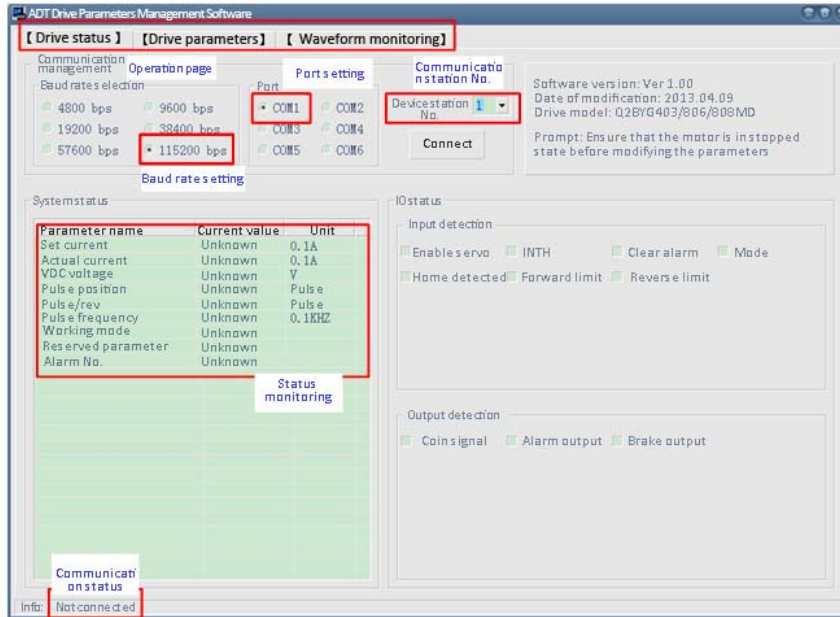 ADT Drive Parameters Management Software
【 Drive status 】 【Drive parameters】 【 Waveform monitoring】
Communication
management
Operation page
Port setting
Communicatio
n station No.
Baud rate selection
Port
4800 bps 9600 bps
19200 bps 38400 bps
57600 bps 115200 bps
COM1 COM2
COM3 COM4
COM5 COM6
Device station 1
No.
Connect
Baud rate setting
Software version: Ver 1.00
Date of modification: 2013.04.09
Drive model: Q2BYG403/806/808MD
Prompt: Ensure that the motor is in stopped
state before modifying the parameters
System status
Parameter name Current value Unit
Set current Unknown 0.1A
Actual current Unknown 0.1A
VDC voltage Unknown V
Pulse position Unknown Pulse
Pulse/rev Unknown Pulse
Pulse frequency Unknown 0.1KHZ
Working mode Unknown
Reserved parameter Unknown
Alarm No. Unknown
Status
monitoring
IO status
Input detection
Enable servo INTH Clear alarm Mode
Home detected Forward limit Reverse limit
Output detection
Coin signal Alarm output Brake output
Communicati
on status
Info: Not connected